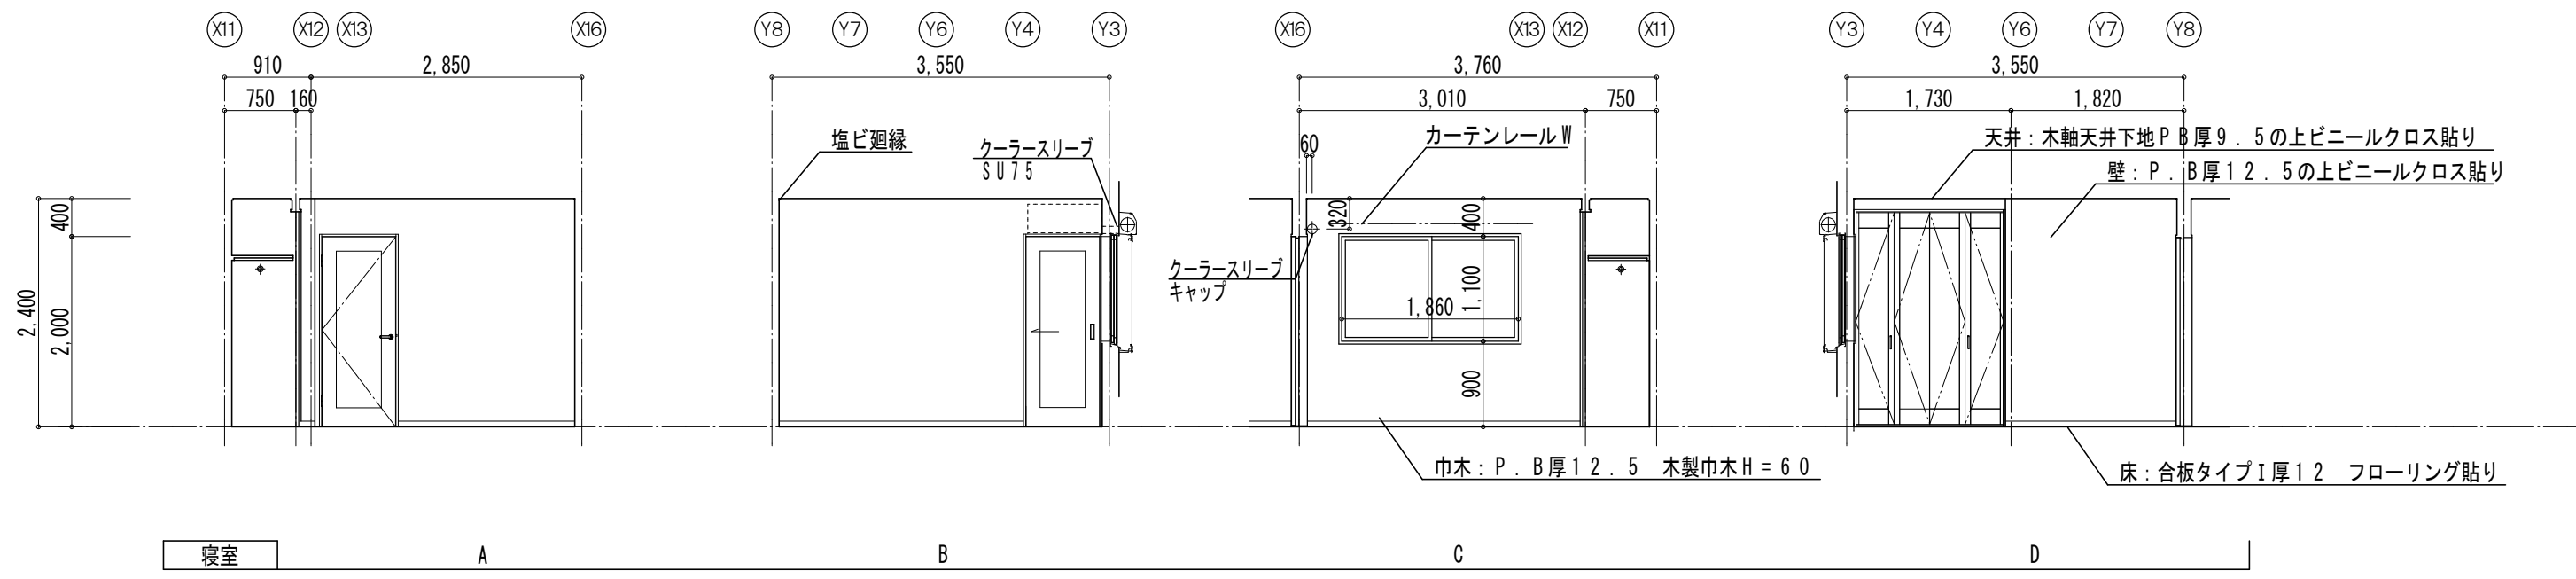 X11 X12 X13 X16 Y8 Y7 Y6 Y4 Y3 X16 X13 X12 X11 Y3 Y4 Y6 Y7 Y8
910 2,850 3,550 3,760 3,550
750 160 3,010 750 1,730 1,820
塩ビ廻縁
クーラースリーブ
SU75
60
カーテンレールW
天井：木軸天井下地PB厚9．5の上ビニールクロス貼り
壁：P．B厚12．5の上ビニールクロス貼り
400
2,400
2,000
320
400
クーラースリーブ
キャップ
1,100
1,860
900
巾木：P．B厚12．5　木製巾木H=60
床：合板タイプI厚12　フローリング貼り
寝室 A B C D